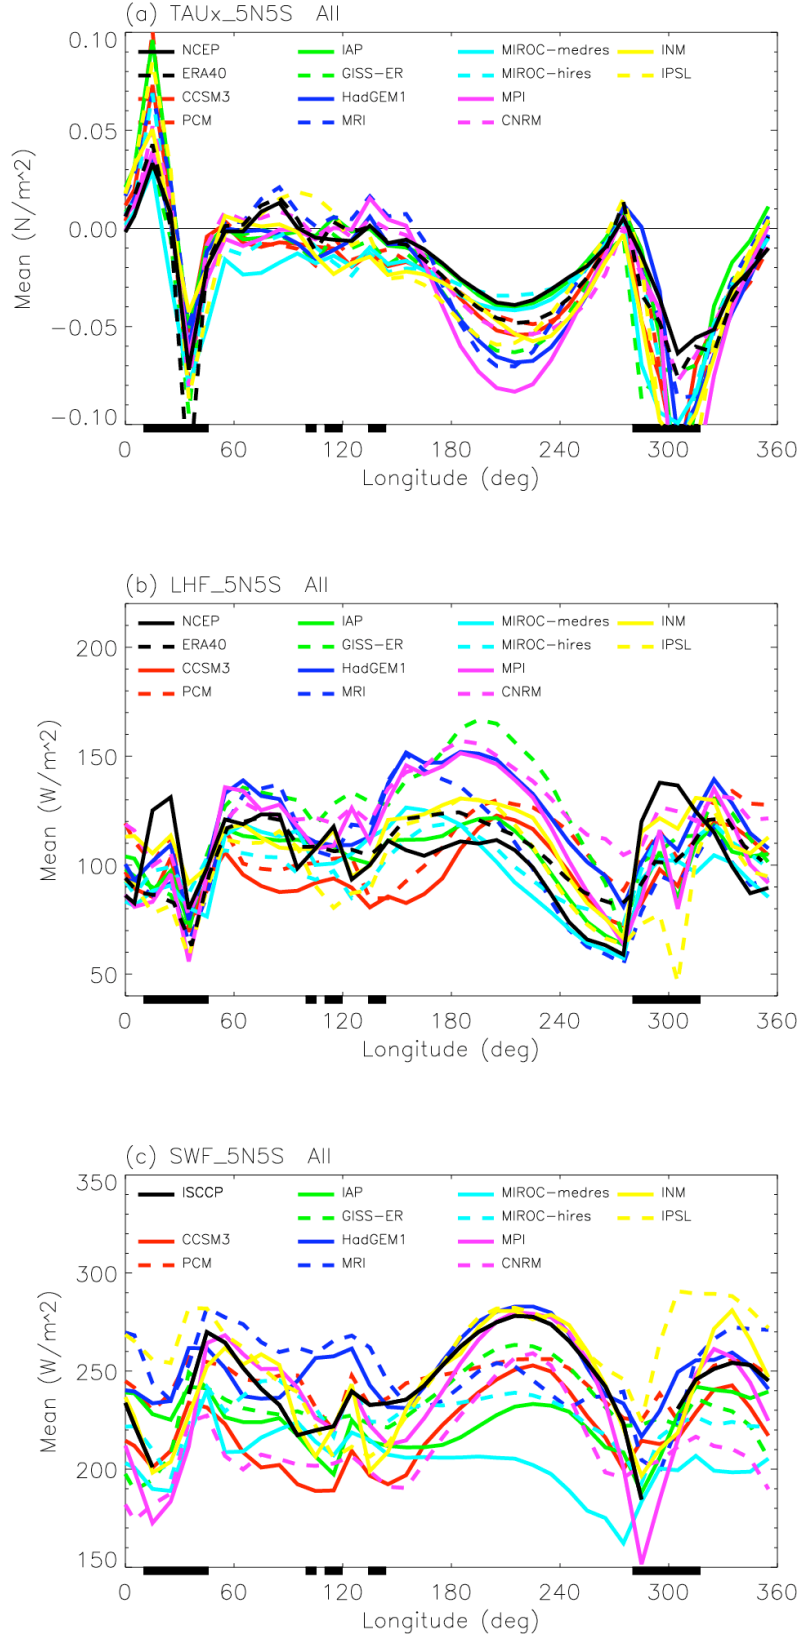 (a) TAUx_5N5S All
0.10
0.05
0.00
-0.05
-0.10
Mean (N/m^2)
NCEP IAP MIROC-medres INM
ERA40 GISS-ER MIROC-hires IPSL
CCSM3 HadGEM1 MPI
PCM MRI CNRM
0 60 120 180 240 300 360
Longitude (deg)
(b) LHF_5N5S All
200
150
100
50
Mean (W/m^2)
NCEP IAP MIROC-medres INM
ERA40 GISS-ER MIROC-hires IPSL
CCSM3 HadGEM1 MPI
PCM MRI CNRM
0 60 120 180 240 300 360
Longitude (deg)
(c) SWF_5N5S All
350
300
250
200
150
Mean (W/m^2)
ISCCP IAP MIROC-medres INM
GISS-ER MIROC-hires IPSL
CCSM3 HadGEM1 MPI
PCM MRI CNRM
0 60 120 180 240 300 360
Longitude (deg)